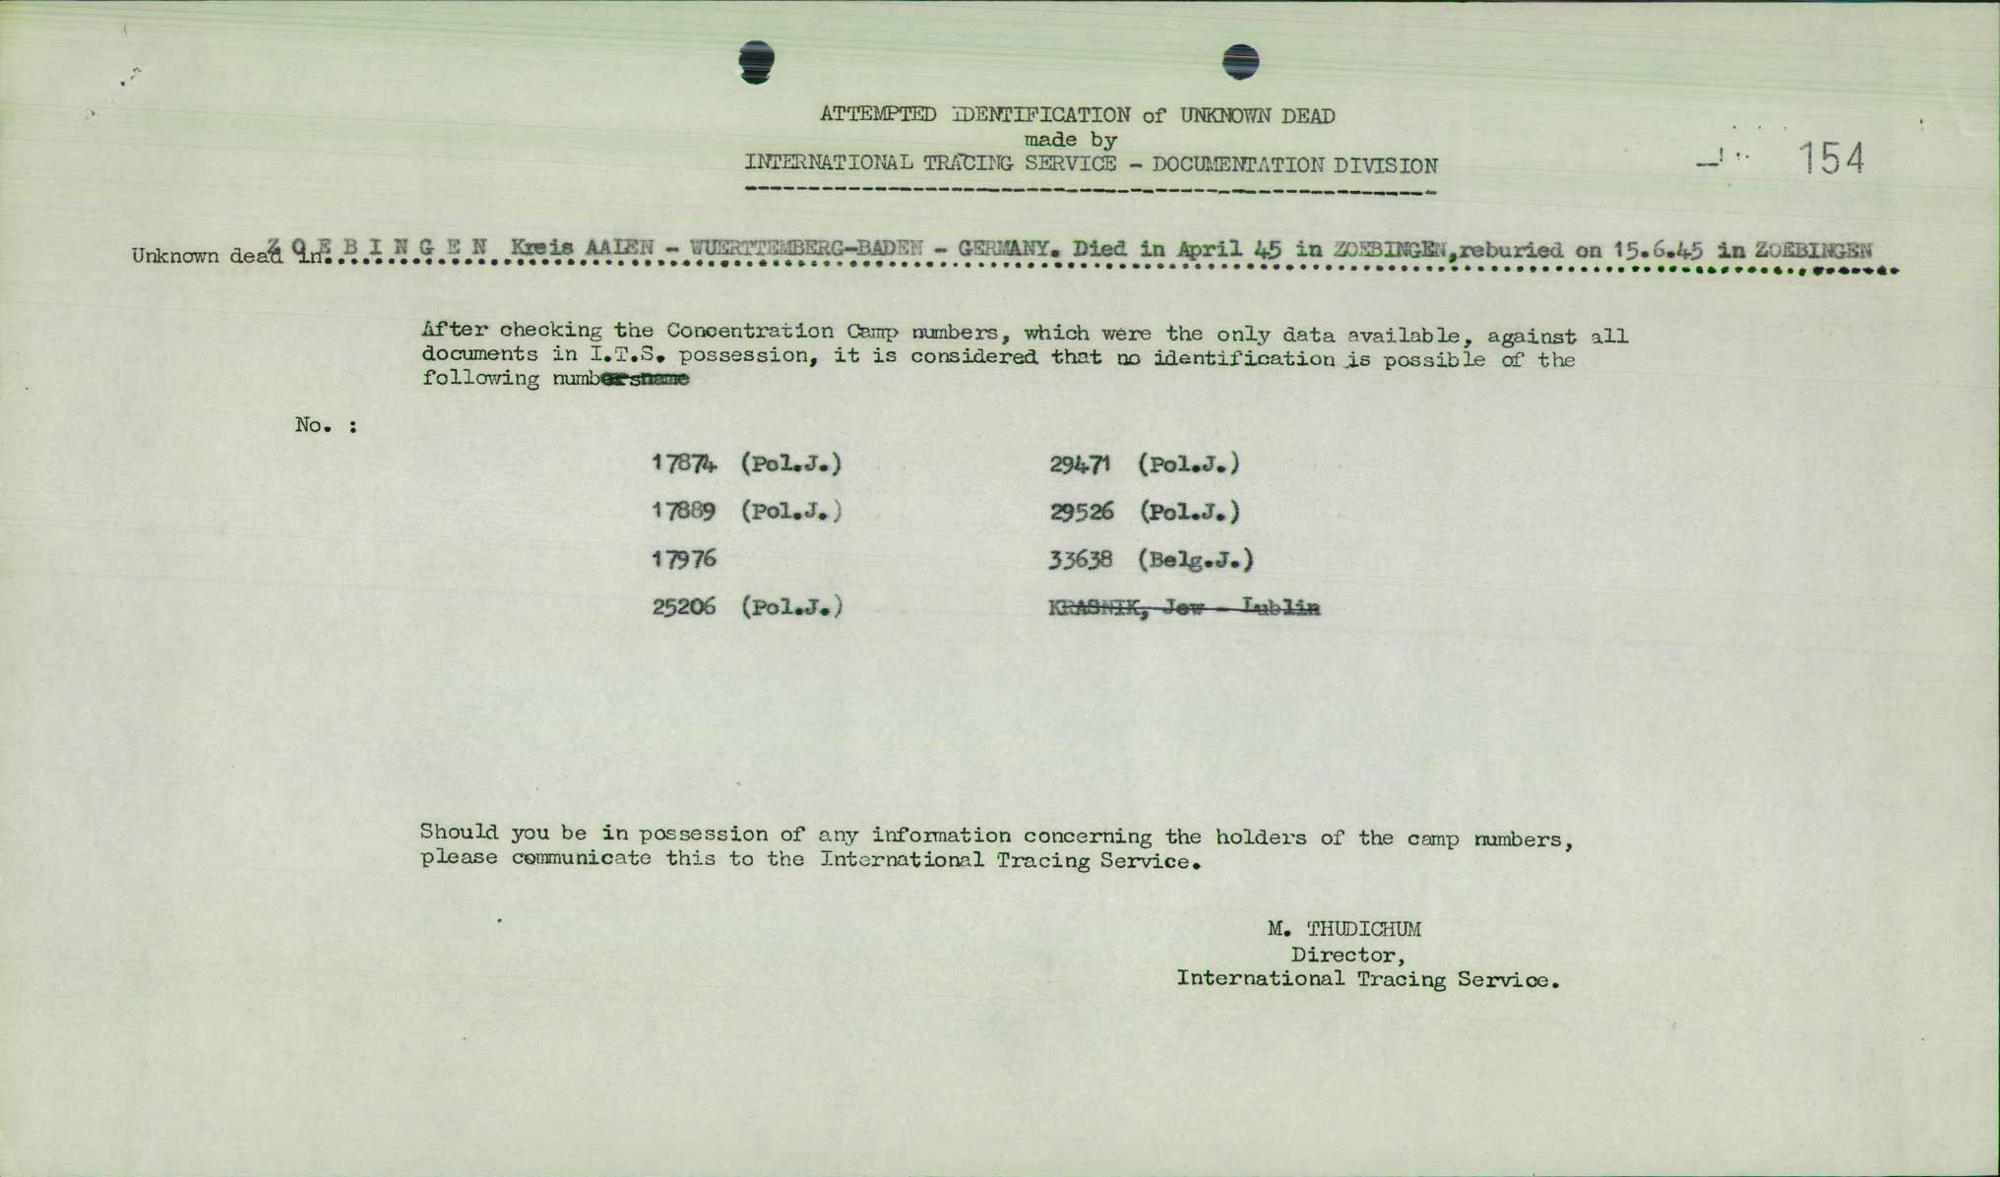 ATTEMPTED IDENTIFICATION of UNKNOWN DEAD
made by
INTERNATIONAL TRACING SERVICE - DOCUMENTATION DIVISION
154
Unknown dead in Z O E B I N G E N Kreis AALEN - WUERTTEMBERG-BADEN - GERMANY. Died in April 45 in ZOEBINGEN, reburied on 15.6.45 in ZOEBINGEN
After checking the Concentration Camp numbers, which were the only data available, against all
documents in I.T.S. possession, it is considered that no identification is possible of the
following numbersname
No. :
17874 (Pol.J.) 29471 (Pol.J.)
17889 (Pol.J.) 29526 (Pol.J.)
17976 33638 (Belg.J.)
25206 (Pol.J.) KRASNIK, Jew - Lublin
Should you be in possession of any information concerning the holders of the camp numbers,
please communicate this to the International Tracing Service.
M. THUDICHUM
Director,
International Tracing Service.